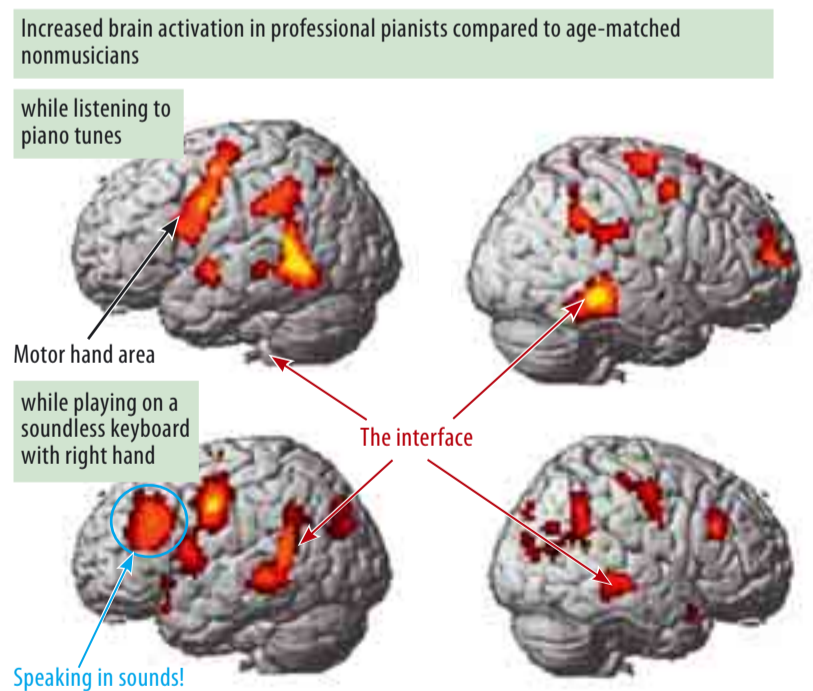 Increased brain activation in professional pianists compared to age-matched
nonmusicians
while listening to
piano tunes
Motor hand area
while playing on a
soundless keyboard
with right hand
The interface
Speaking in sounds!